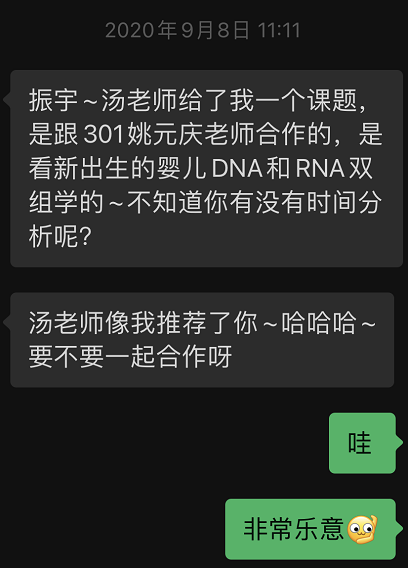 2020年9月8日 11:11
振宇~汤老师给了我一个课题，
是跟301姚元庆老师合作的，是
看新出生的婴儿DNA和RNA双
组学的~不知道你有没有时间分
析呢？
汤老师像我推荐了你~哈哈哈~
要不要一起合作呀
哇
非常乐意